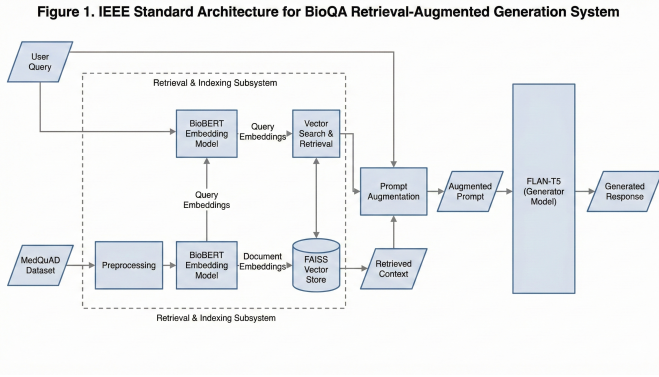 Figure 1. IEEE Standard Architecture for BioQA Retrieval-Augmented Generation System
User
Query
Retrieval & Indexing Subsystem
BioBERT
Embedding
Model
Query
Embeddings
Vector
Search &
Retrieval
Query
Embeddings
Prompt
Augmentation
Augmented
Prompt
FLAN-T5
(Generator
Model)
Generated
Response
MedQuAD
Dataset
Preprocessing
BioBERT
Embedding
Model
Document
Embeddings
FAISS
Vector
Store
Retrieved
Context
Retrieval & Indexing Subsystem